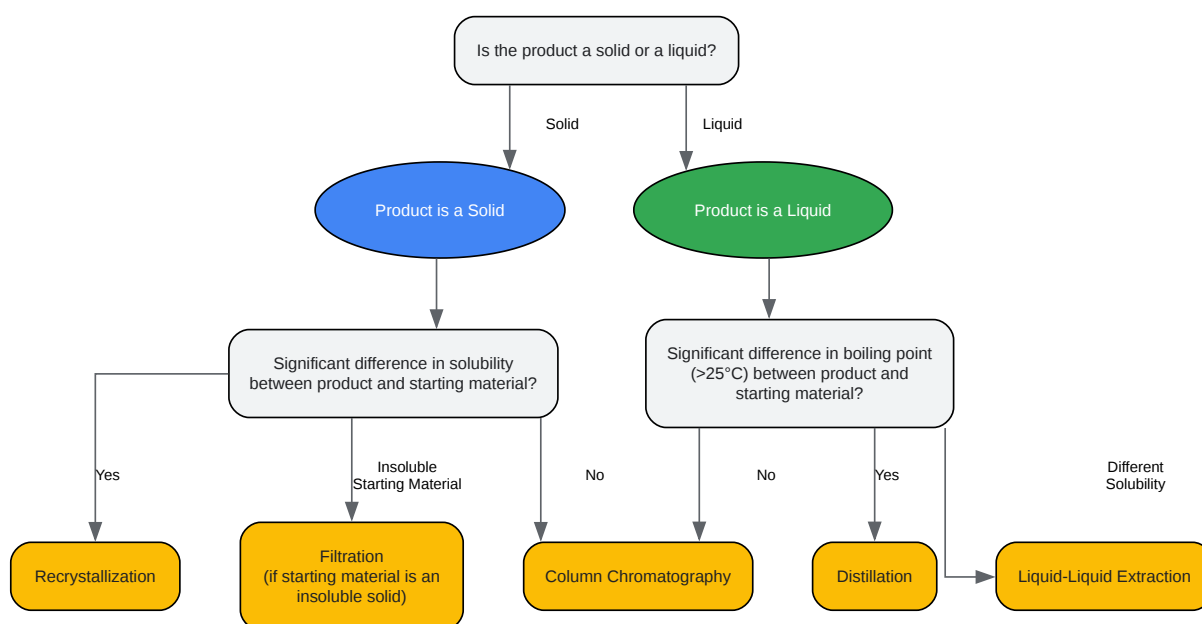 Is the product a solid or a liquid?
Solid
Liquid
Product is a Solid
Product is a Liquid
Significant difference in solubility
between product and starting material?
Significant difference in boiling point
(>25°C) between product and
starting material?
Yes
Insoluble
Starting Material
No
No
Yes
Different
Solubility
Recrystallization
Filtration
(if starting material is an
insoluble solid)
Column Chromatography
Distillation
Liquid-Liquid Extraction